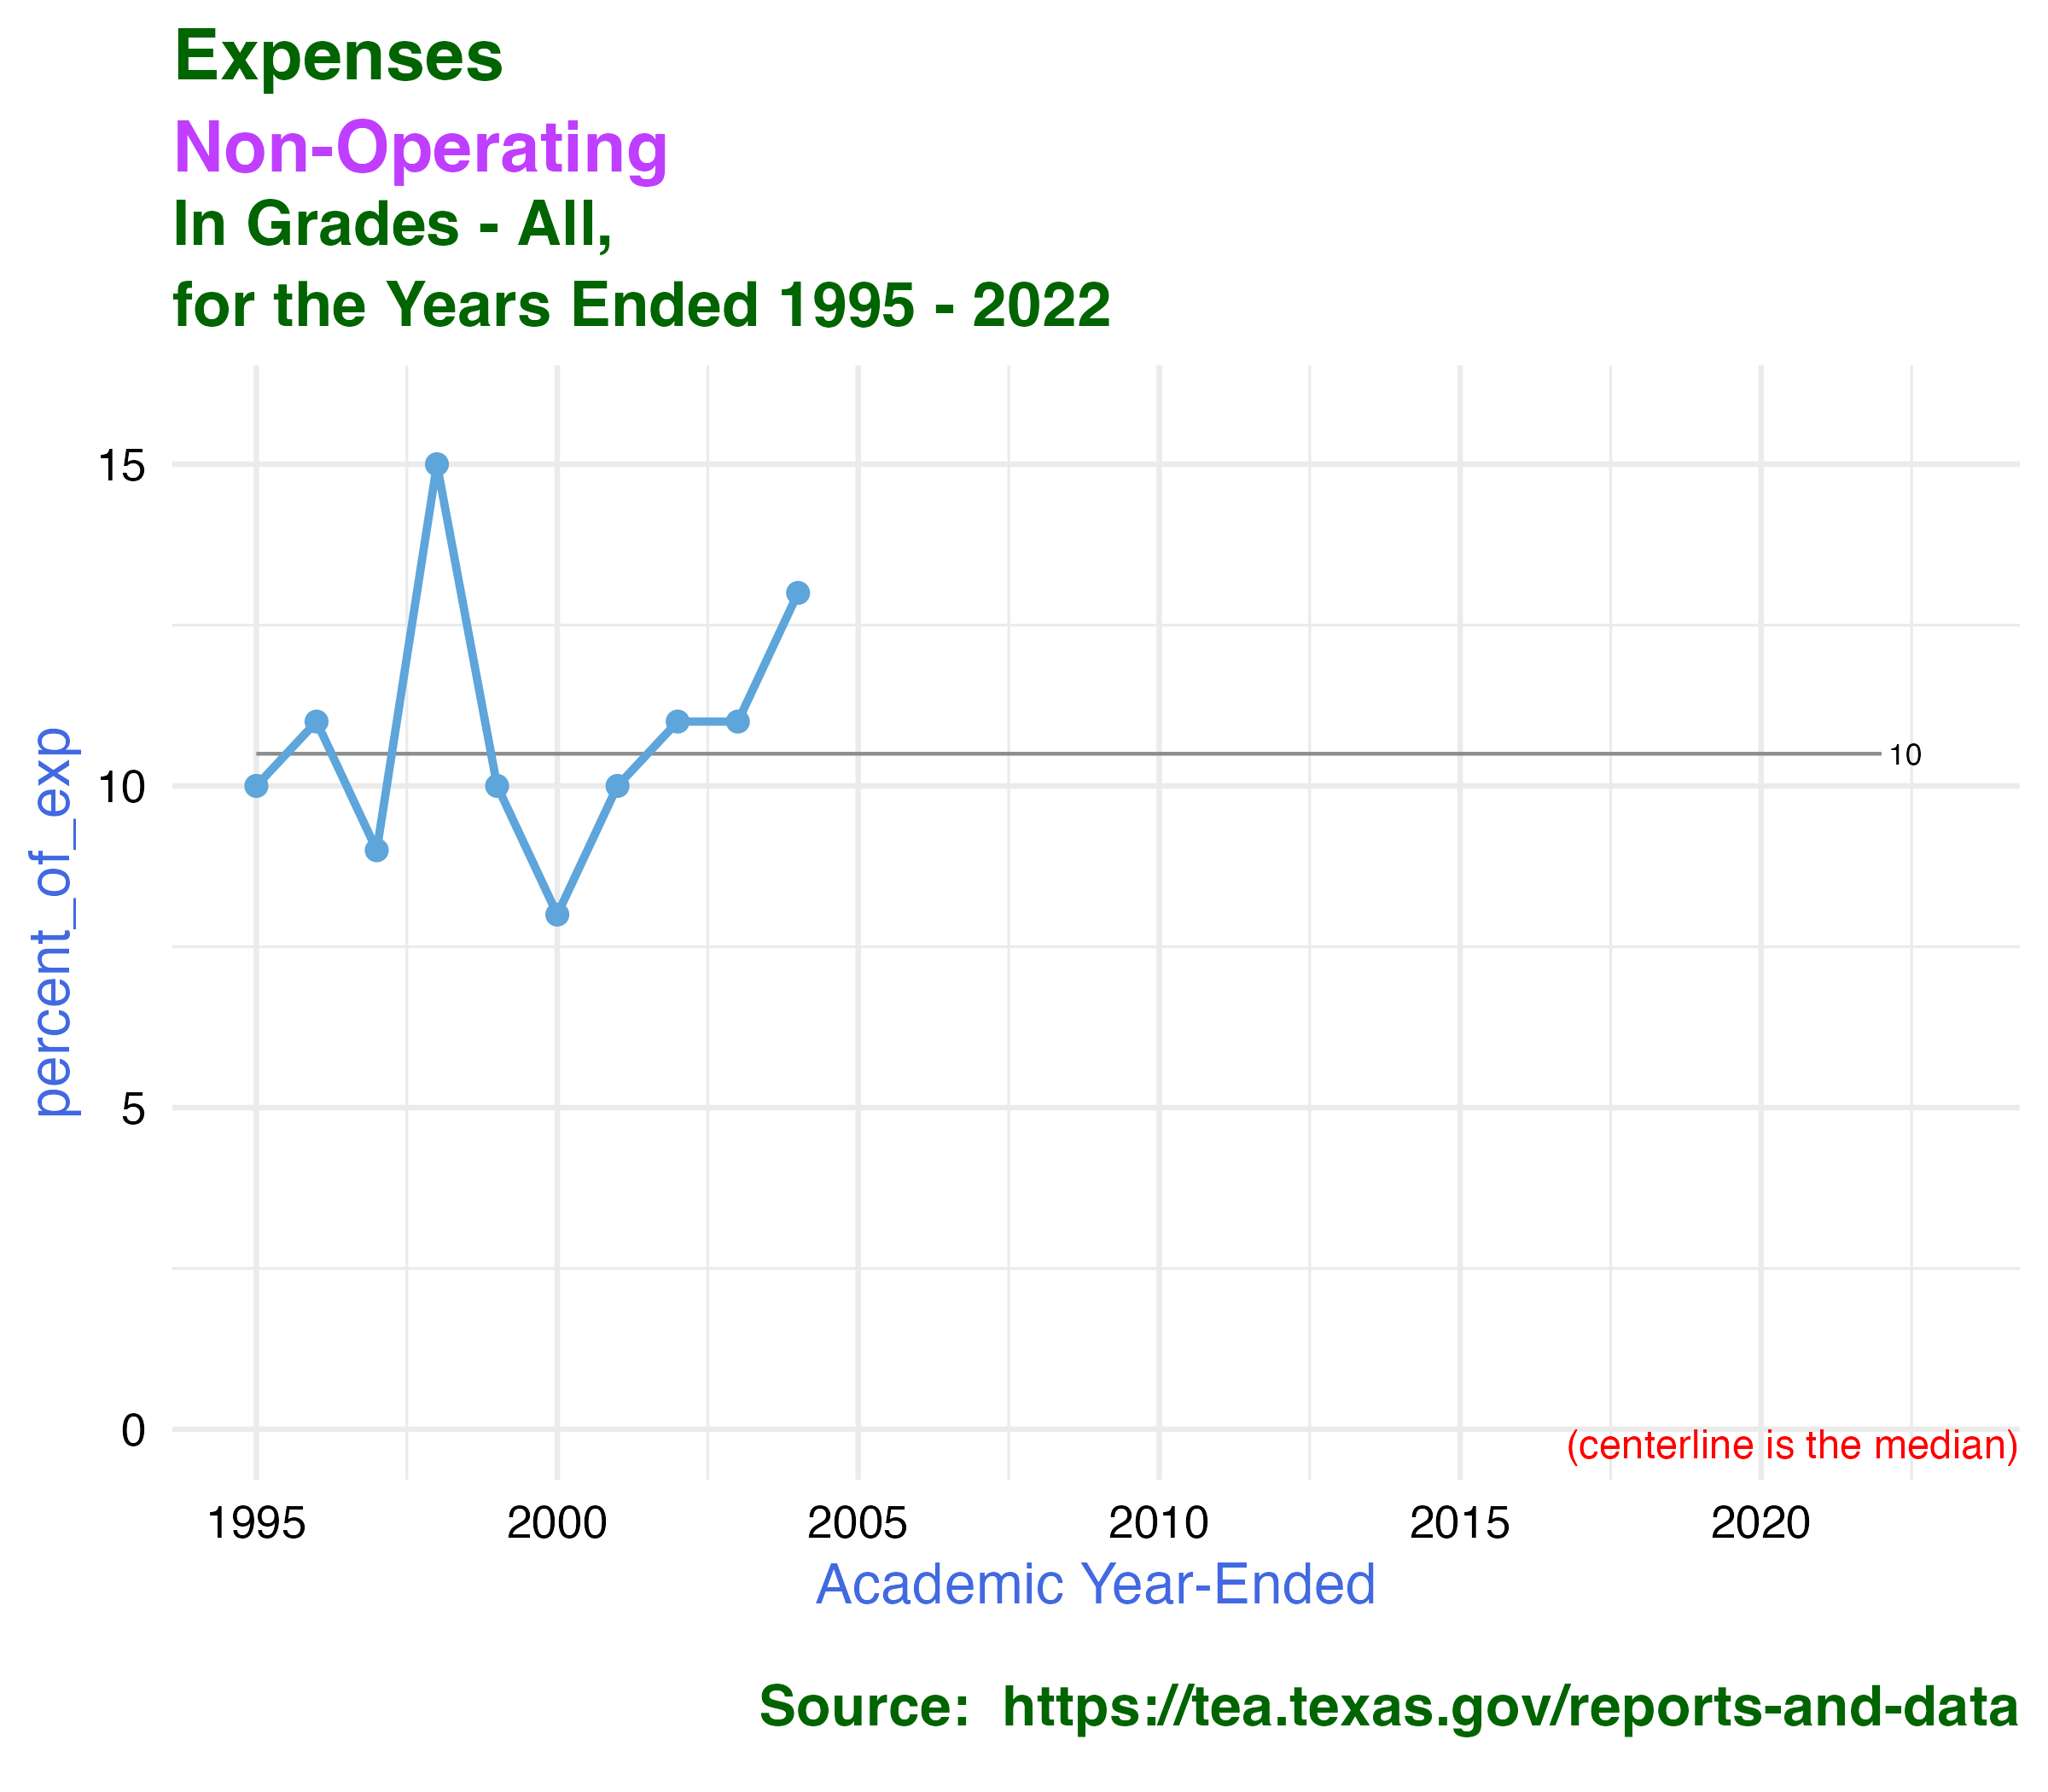 Expenses
Non-Operating
In Grades - All,
for the Years Ended 1995 - 2022
15
10
10
5
0
percent_of_exp
(centerline is the median)
1995 2000 2005 2010 2015 2020
Academic Year-Ended
Source:  https://tea.texas.gov/reports-and-data